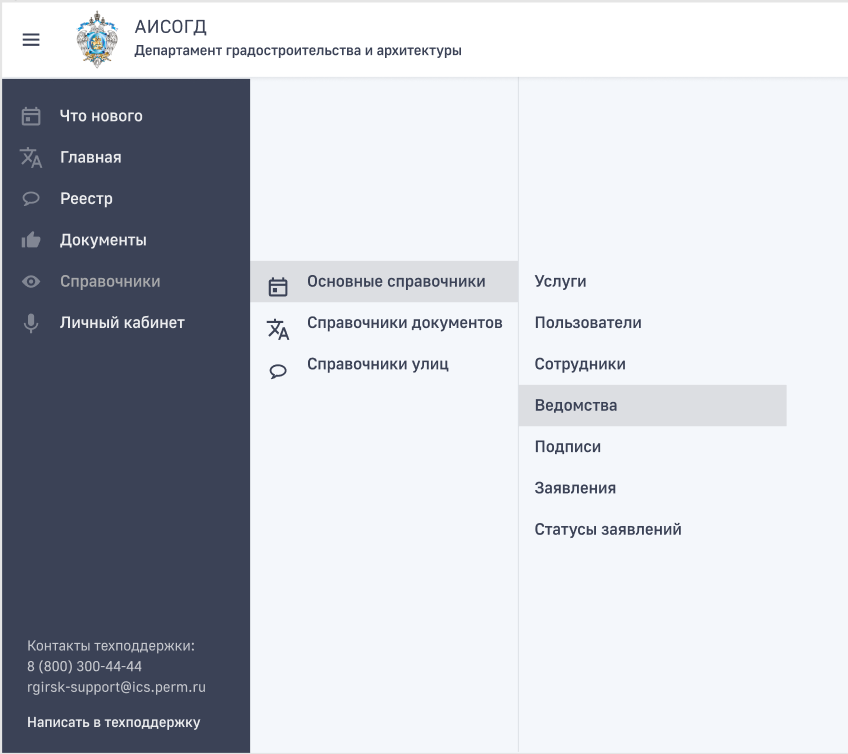 АИСОГД
Департамент градостроительства и архитектуры
Что нового
Главная
Реестр
Документы
Справочники
Личный кабинет
Основные справочники
Справочники документов
Справочники улиц
Услуги
Пользователи
Сотрудники
Ведомства
Подписи
Заявления
Статусы заявлений
Контакты техподдержки:
8 (800) 300-44-44
rgirsk-support@ics.perm.ru
Написать в техподдержку